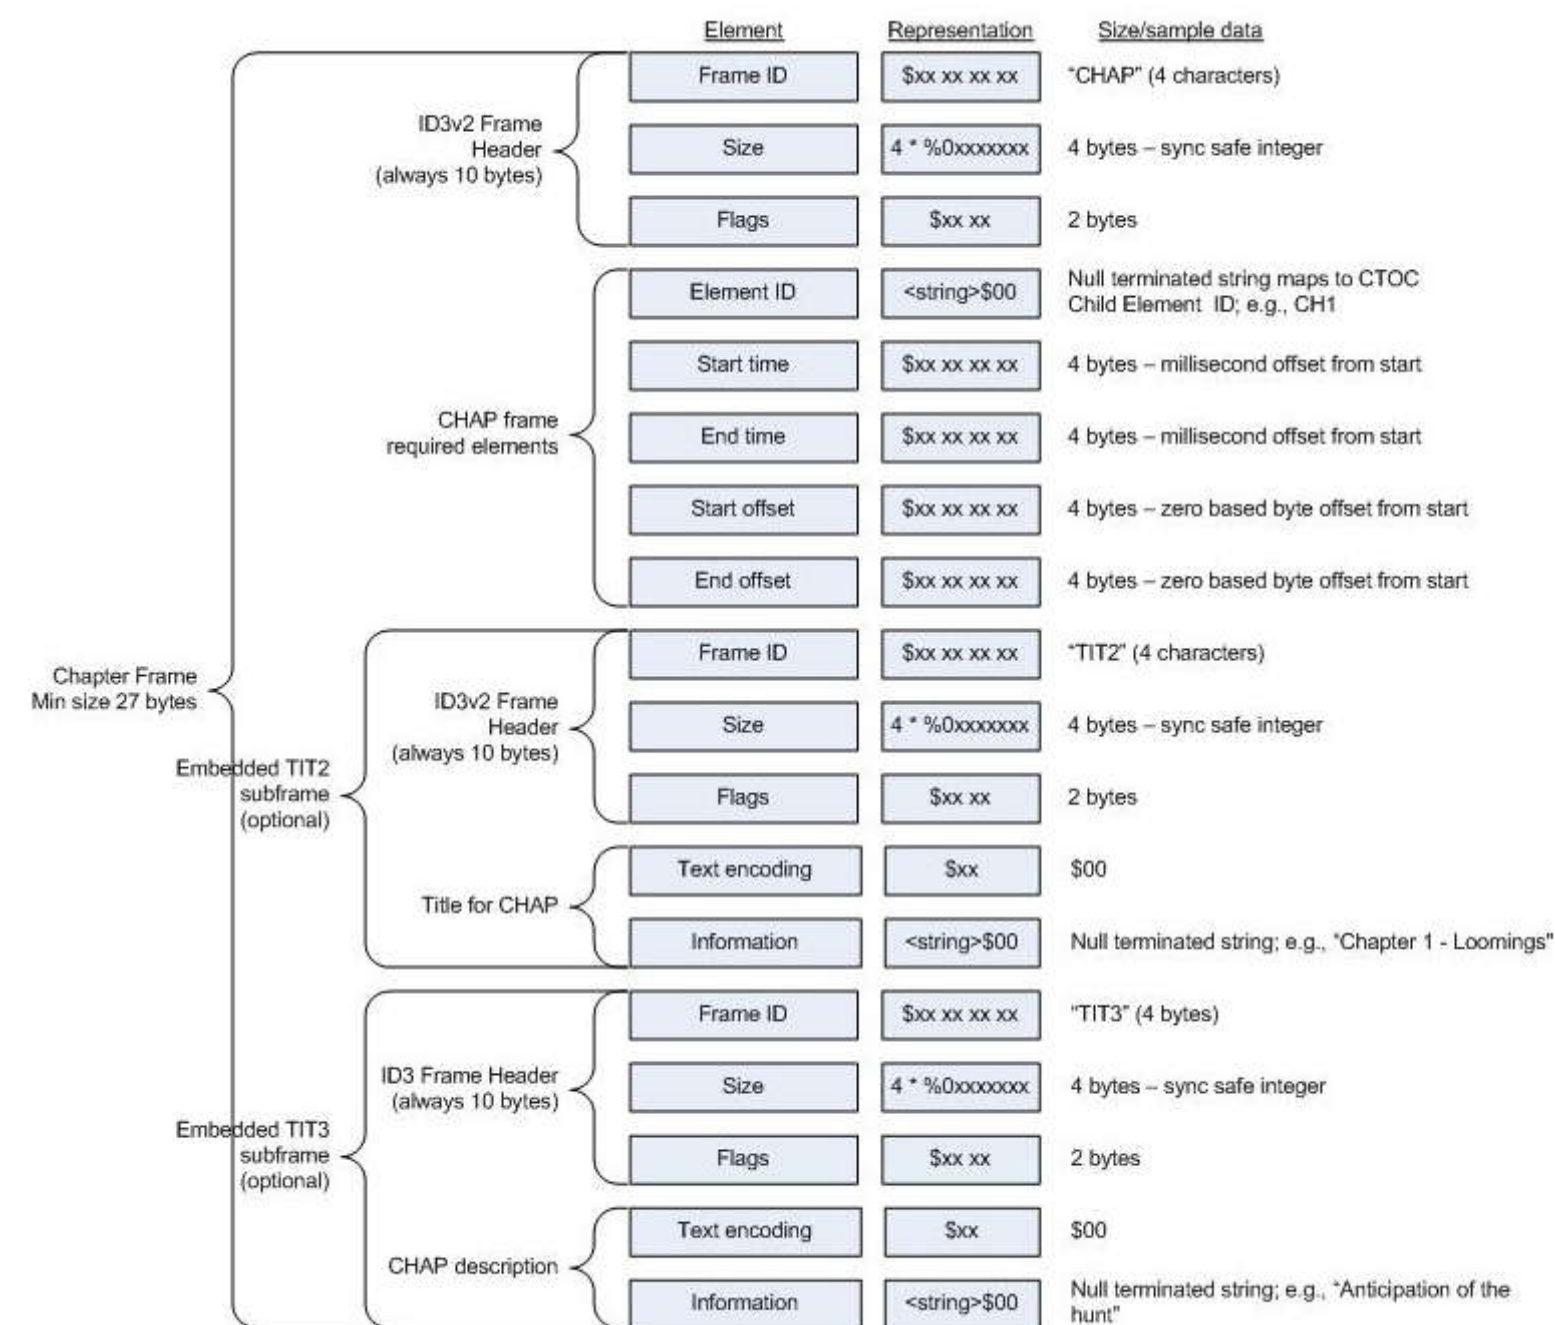 Element Representation Size/sample data
Frame ID $xx xx xx xx "CHAP" (4 characters)
ID3v2 Frame
Header
(always 10 bytes)
Size 4 * %0xxxxxxx 4 bytes – sync safe integer
Flags $xx xx 2 bytes
Element ID <string>$00 Null terminated string maps to CTOC
Child Element ID; e.g., CH1
Start time $xx xx xx xx 4 bytes – millisecond offset from start
CHAP frame
required elements
End time $xx xx xx xx 4 bytes – millisecond offset from start
Start offset $xx xx xx xx 4 bytes – zero based byte offset from start
End offset $xx xx xx xx 4 bytes – zero based byte offset from start
Chapter Frame
Min size 27 bytes
Embedded TIT2
subframe
(optional)
Frame ID $xx xx xx xx "TIT2" (4 characters)
ID3v2 Frame
Header
(always 10 bytes)
Size 4 * %0xxxxxxx 4 bytes – sync safe integer
Flags $xx xx 2 bytes
Text encoding $xx $00
Title for CHAP
Information <string>$00 Null terminated string; e.g., "Chapter 1 - Loomings"
Embedded TIT3
subframe
(optional)
Frame ID $xx xx xx xx "TIT3" (4 bytes)
ID3 Frame Header
(always 10 bytes)
Size 4 * %0xxxxxxx 4 bytes – sync safe integer
Flags $xx xx 2 bytes
Text encoding $xx $00
CHAP description
Information <string>$00 Null terminated string; e.g., "Anticipation of the
hunt"